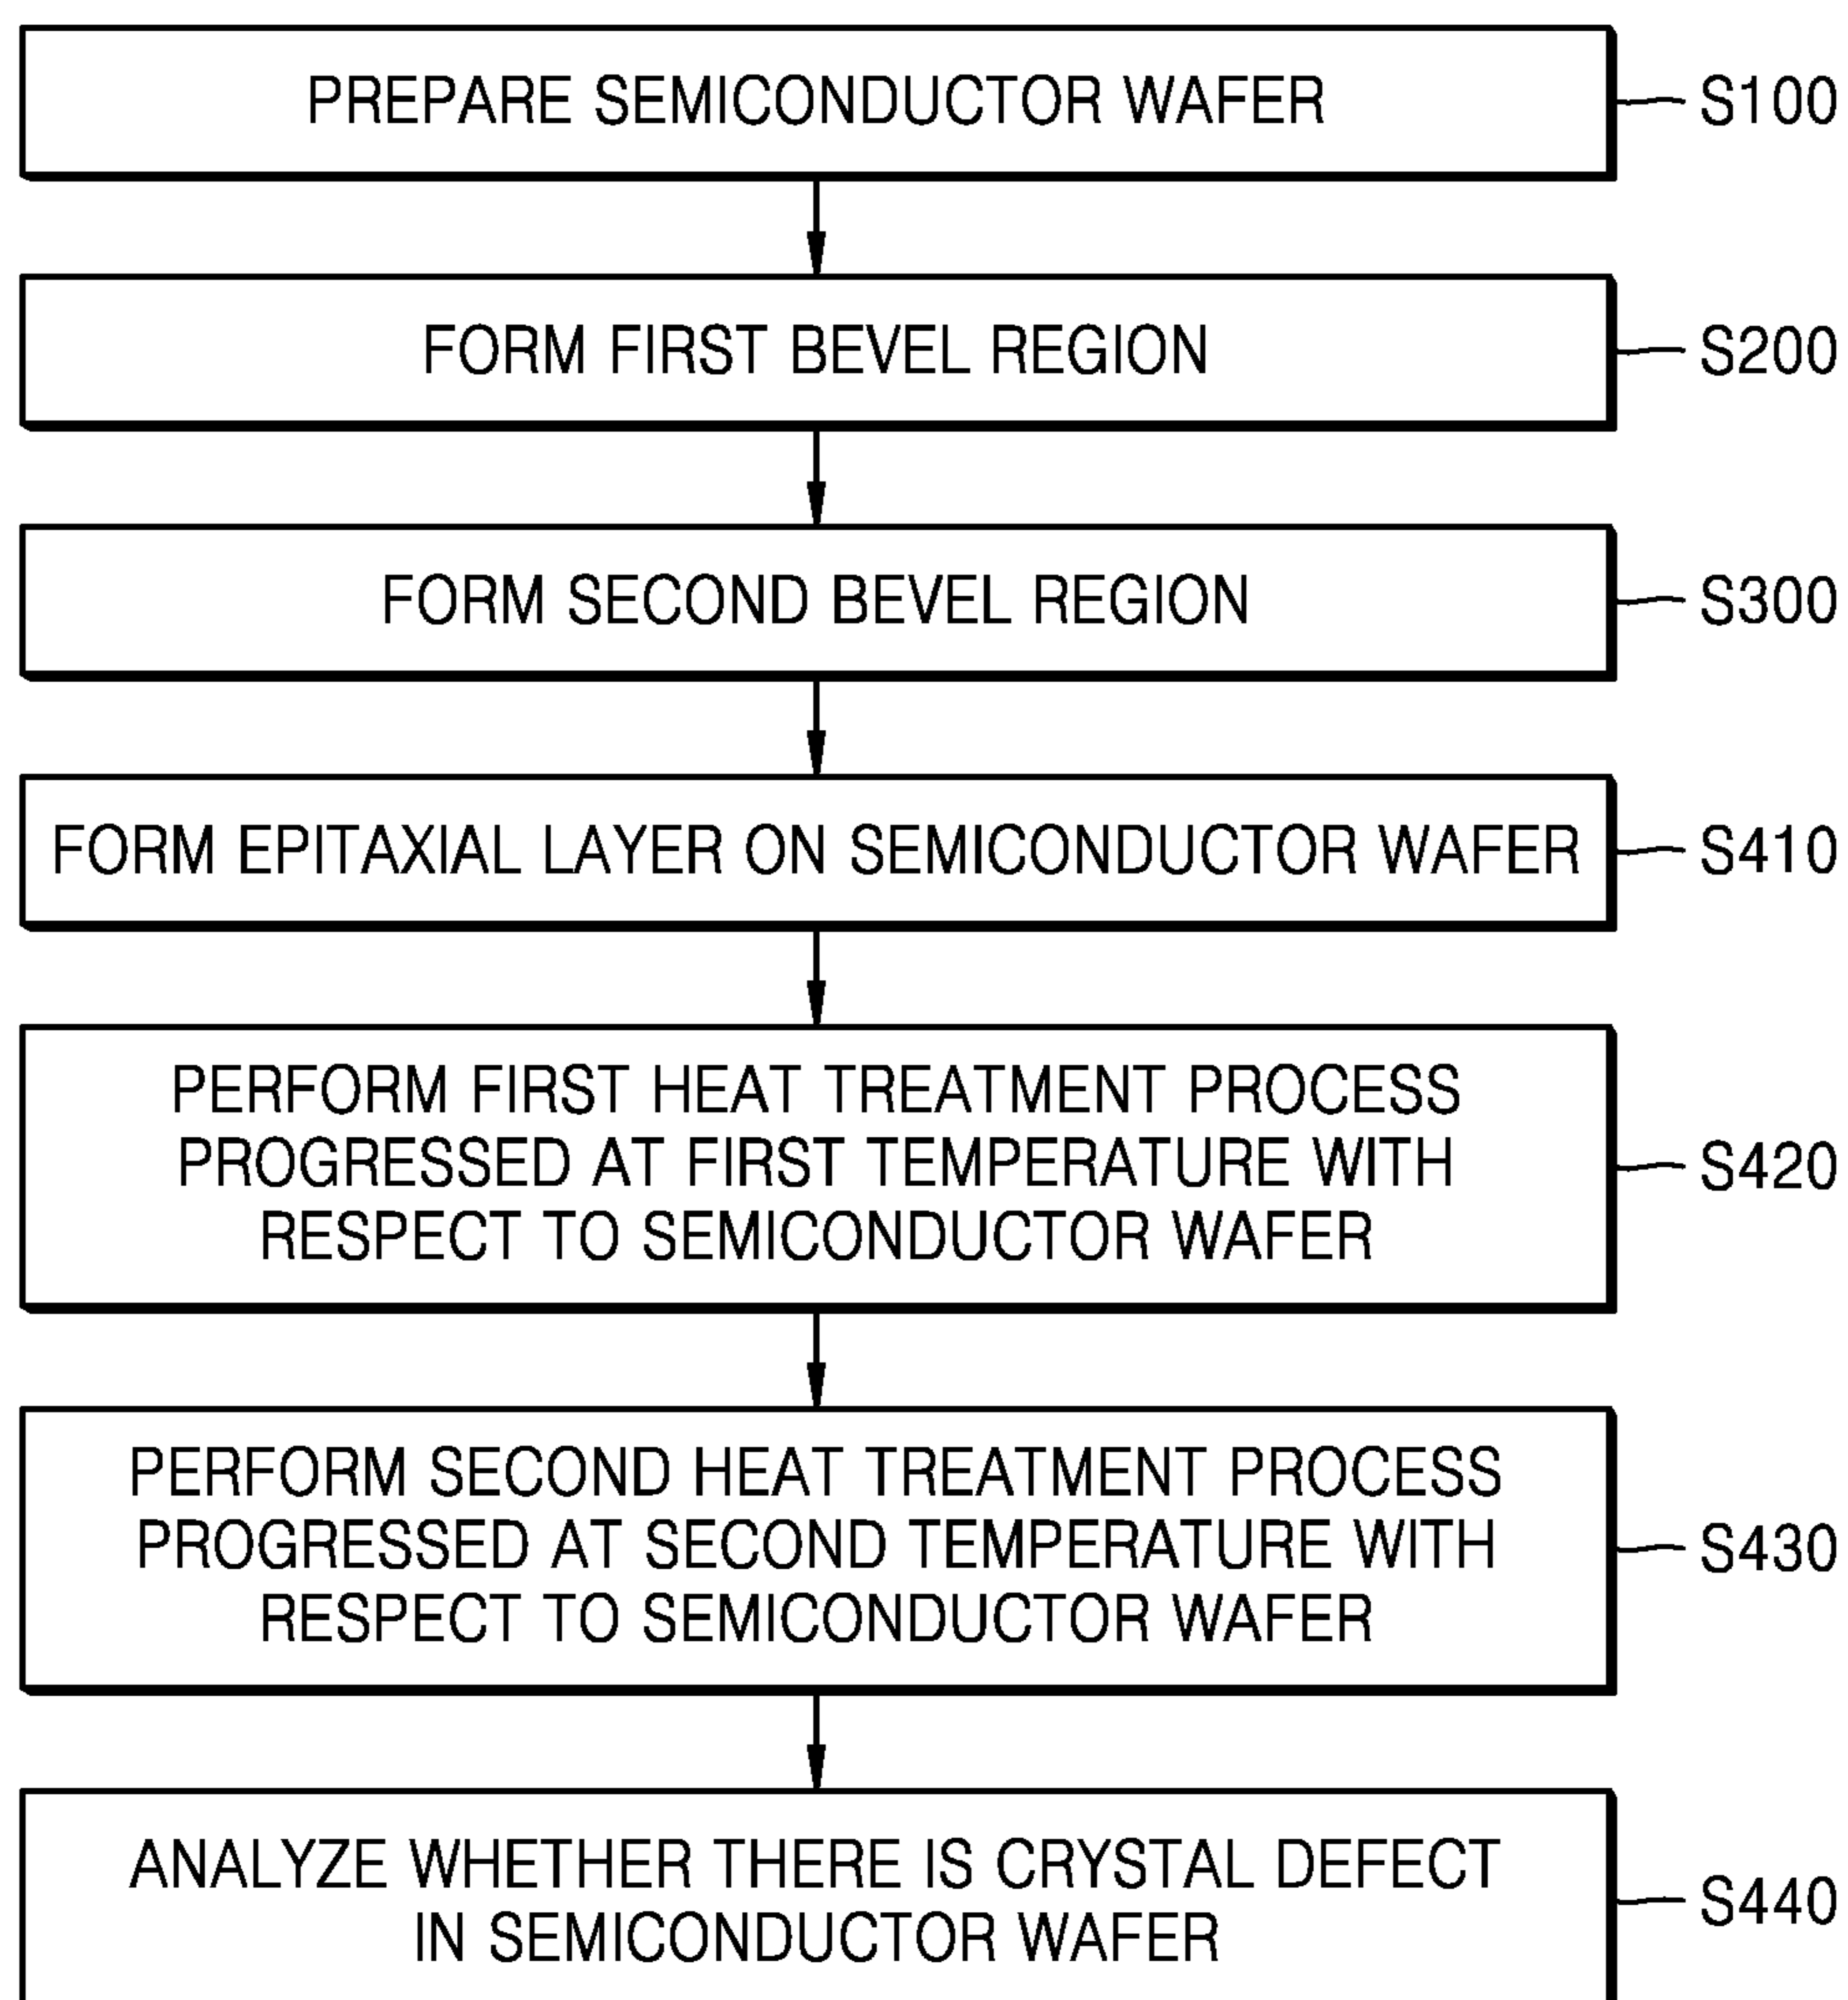 PREPARE SEMICONDUCTOR WAFER
S100
FORM FIRST BEVEL REGION
S200
FORM SECOND BEVEL REGION
S300
FORM EPITAXIAL LAYER ON SEMICONDUCTOR WAFER
S410
PERFORM FIRST HEAT TREATMENT PROCESS
PROGRESSED AT FIRST TEMPERATURE WITH
RESPECT TO SEMICONDUCTOR WAFER
S420
PERFORM SECOND HEAT TREATMENT PROCESS
PROGRESSED AT SECOND TEMPERATURE WITH
RESPECT TO SEMICONDUCTOR WAFER
S430
ANALYZE WHETHER THERE IS CRYSTAL DEFECT
IN SEMICONDUCTOR WAFER
S440